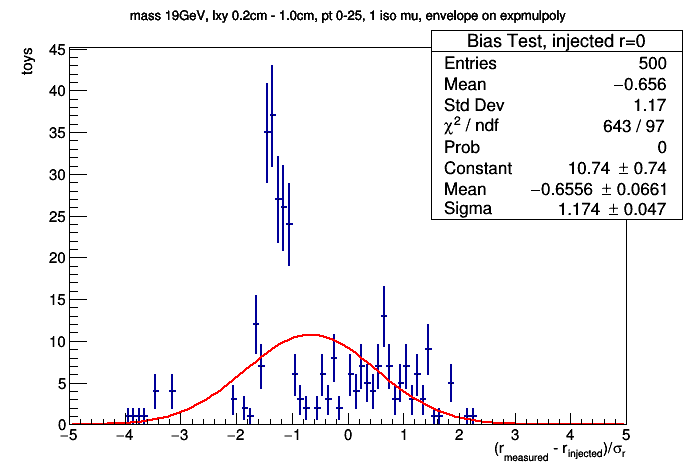 mass 19GeV, lxy 0.2cm - 1.0cm, pt 0-25, 1 iso mu, envelope on expmulpoly
Bias Test, injected r=0
Entries 500
Mean −0.656
Std Dev 1.17
χ² / ndf 643 / 97
Prob 0
Constant 10.74 ± 0.74
Mean −0.6556 ± 0.0661
Sigma 1.174 ± 0.047
toys
45
40
35
30
25
20
15
10
5
0
−5 −4 −3 −2 −1 0 1 2 3 4 5
(r_measured - r_injected)/σ_r